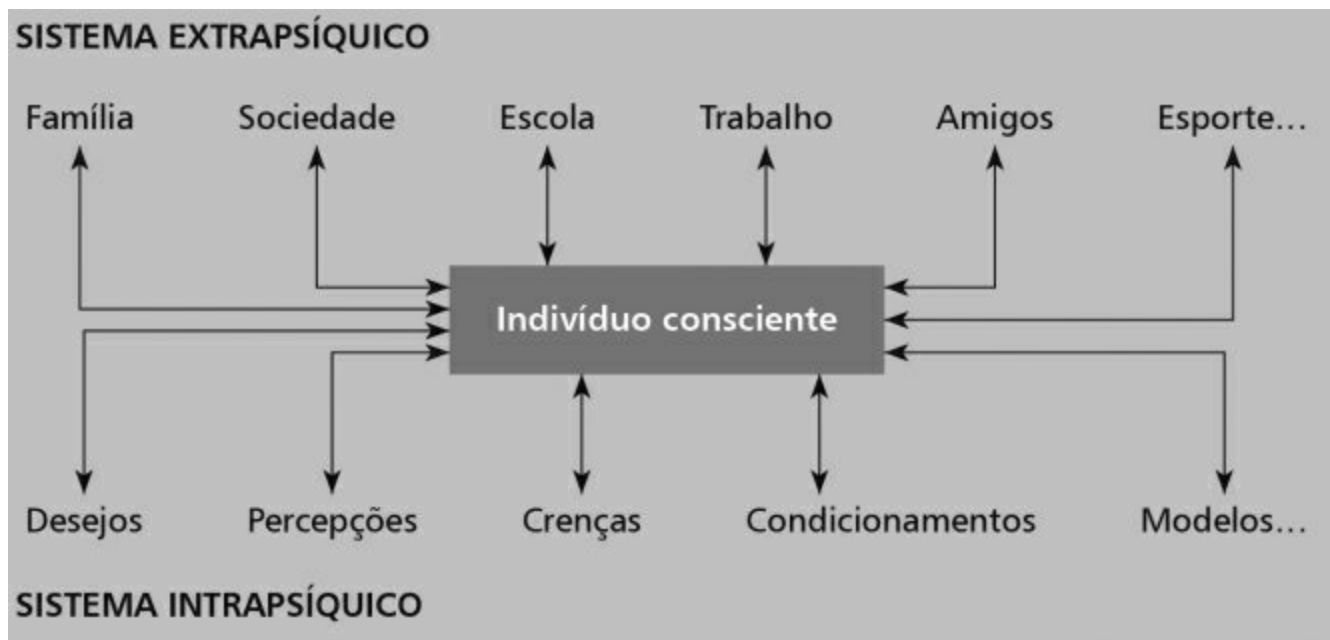 SISTEMA EXTRAPSÍQUICO
Família Sociedade Escola Trabalho Amigos Esporte...
Indivíduo consciente
Desejos Percepções Crenças Condicionamentos Modelos...
SISTEMA INTRAPSÍQUICO